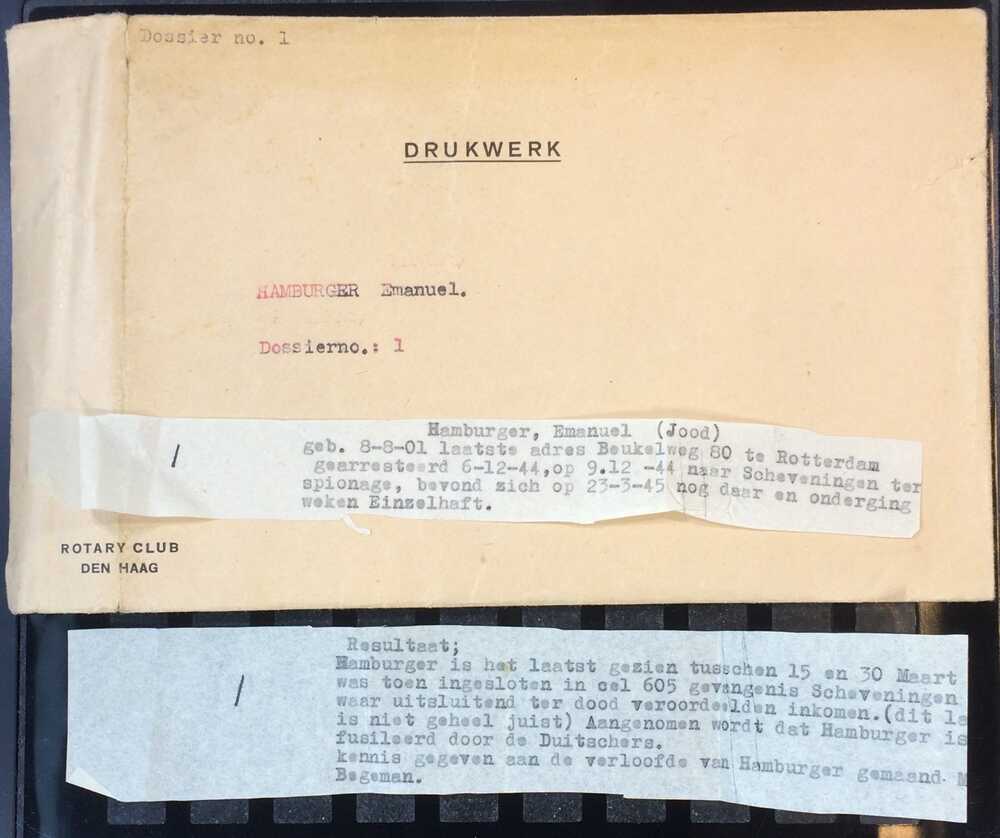 Dossier no. 1
DRUKWERK
HAMBURGER Emanuel.
Dossierno.: 1
1 Hamburger, Emanuel (Jood)
geb. 8-8-01 laatste adres Beukelweg 80 te Rotterdam
gearresteerd 6-12-44,op 9.12 -44 naar Scheveningen ter
spionage, bevond zich op 23-3-45 nog daar en onderging
weken Einzelhaft.
ROTARY CLUB
DEN HAAG
Resultaat;
1 Hamburger is het laatst gezien tusschen 15 en 30 Maart
was toen ingesloten in cel 605 gevangenis Scheveningen
waar uitsluitend ter dood veroordeelden inkomen.(dit
is niet geheel juist) Aangenomen wordt dat Hamburger is
fusileerd door de Duitschers.
kennis gegeven aan de verloofde van Hamburger gemaand.
Begeman.